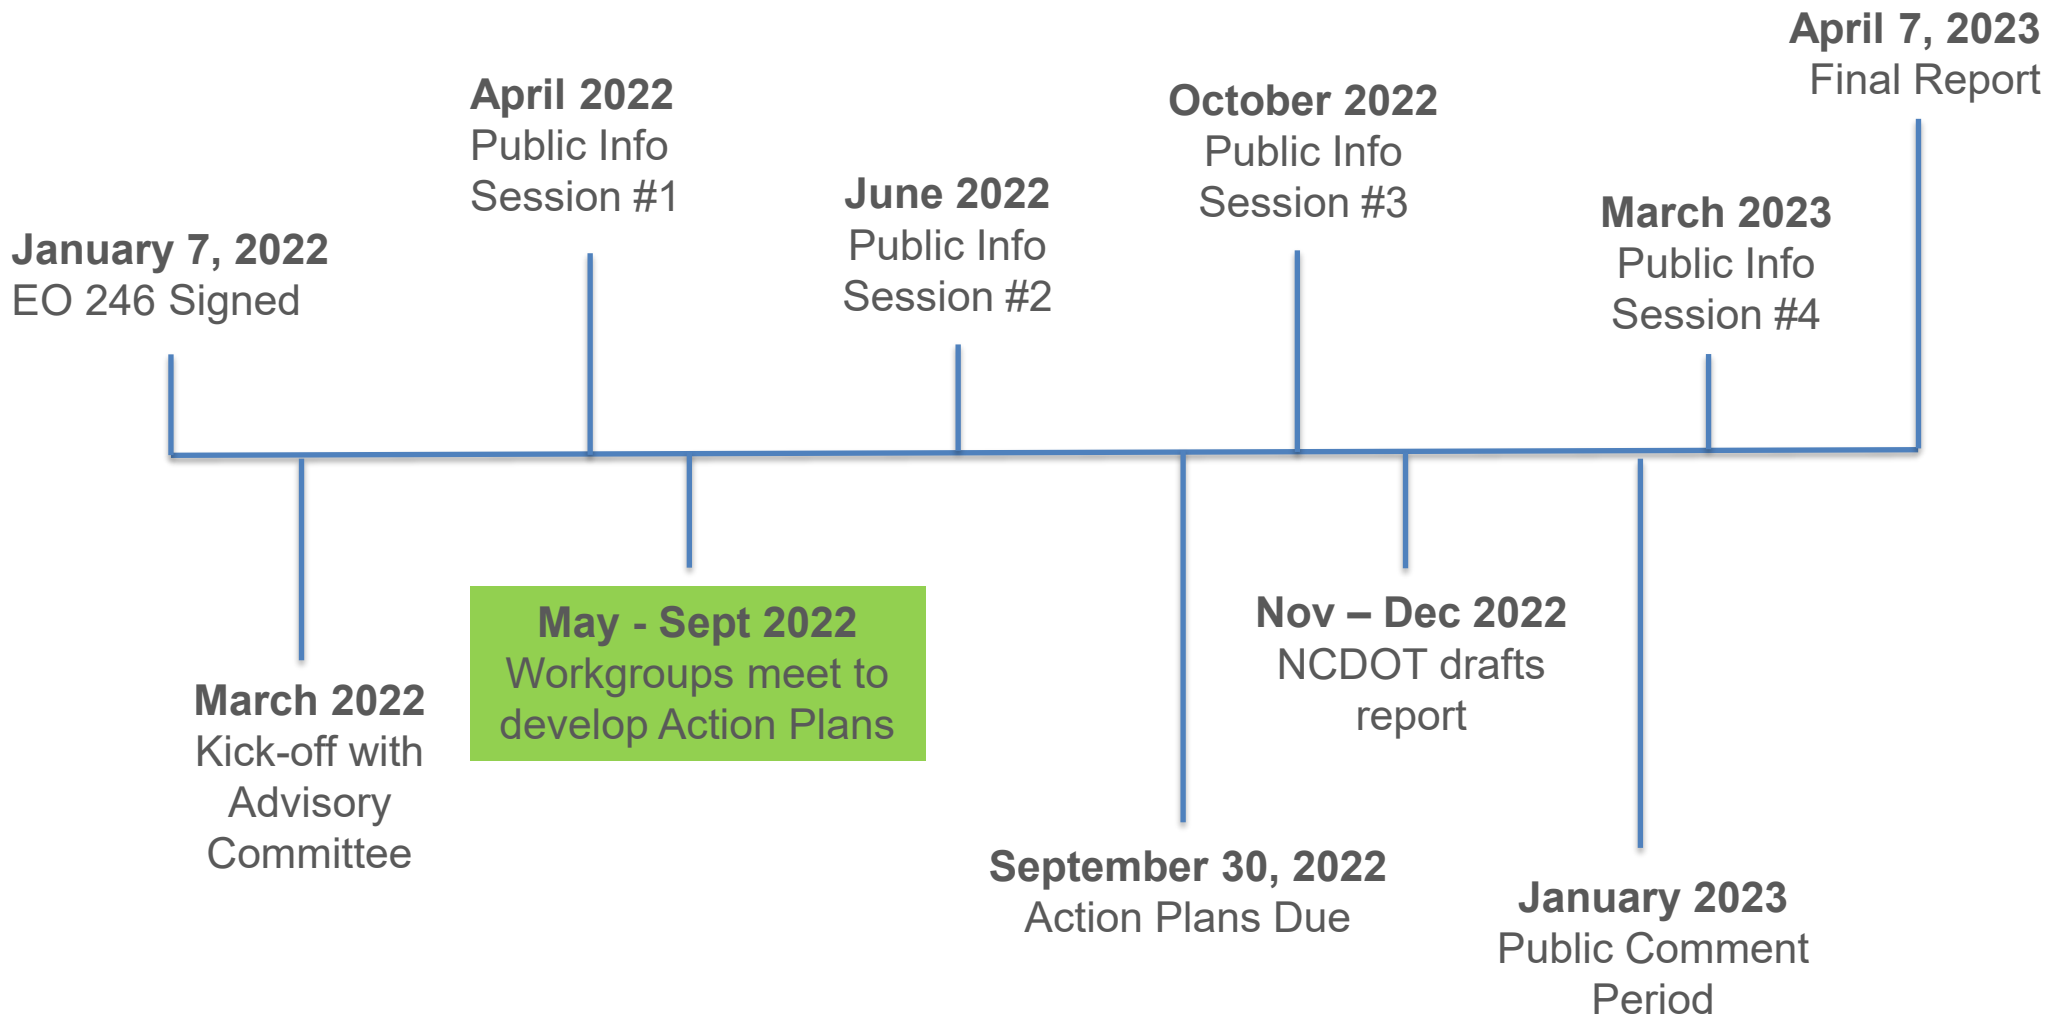 January 7, 2022
EO 246 Signed
March 2022
Kick-off with
Advisory
Committee
April 2022
Public Info
Session #1
May - Sept 2022
Workgroups meet to
develop Action Plans
June 2022
Public Info
Session #2
September 30, 2022
Action Plans Due
October 2022
Public Info
Session #3
Nov – Dec 2022
NCDOT drafts
report
January 2023
Public Comment
Period
March 2023
Public Info
Session #4
April 7, 2023
Final Report